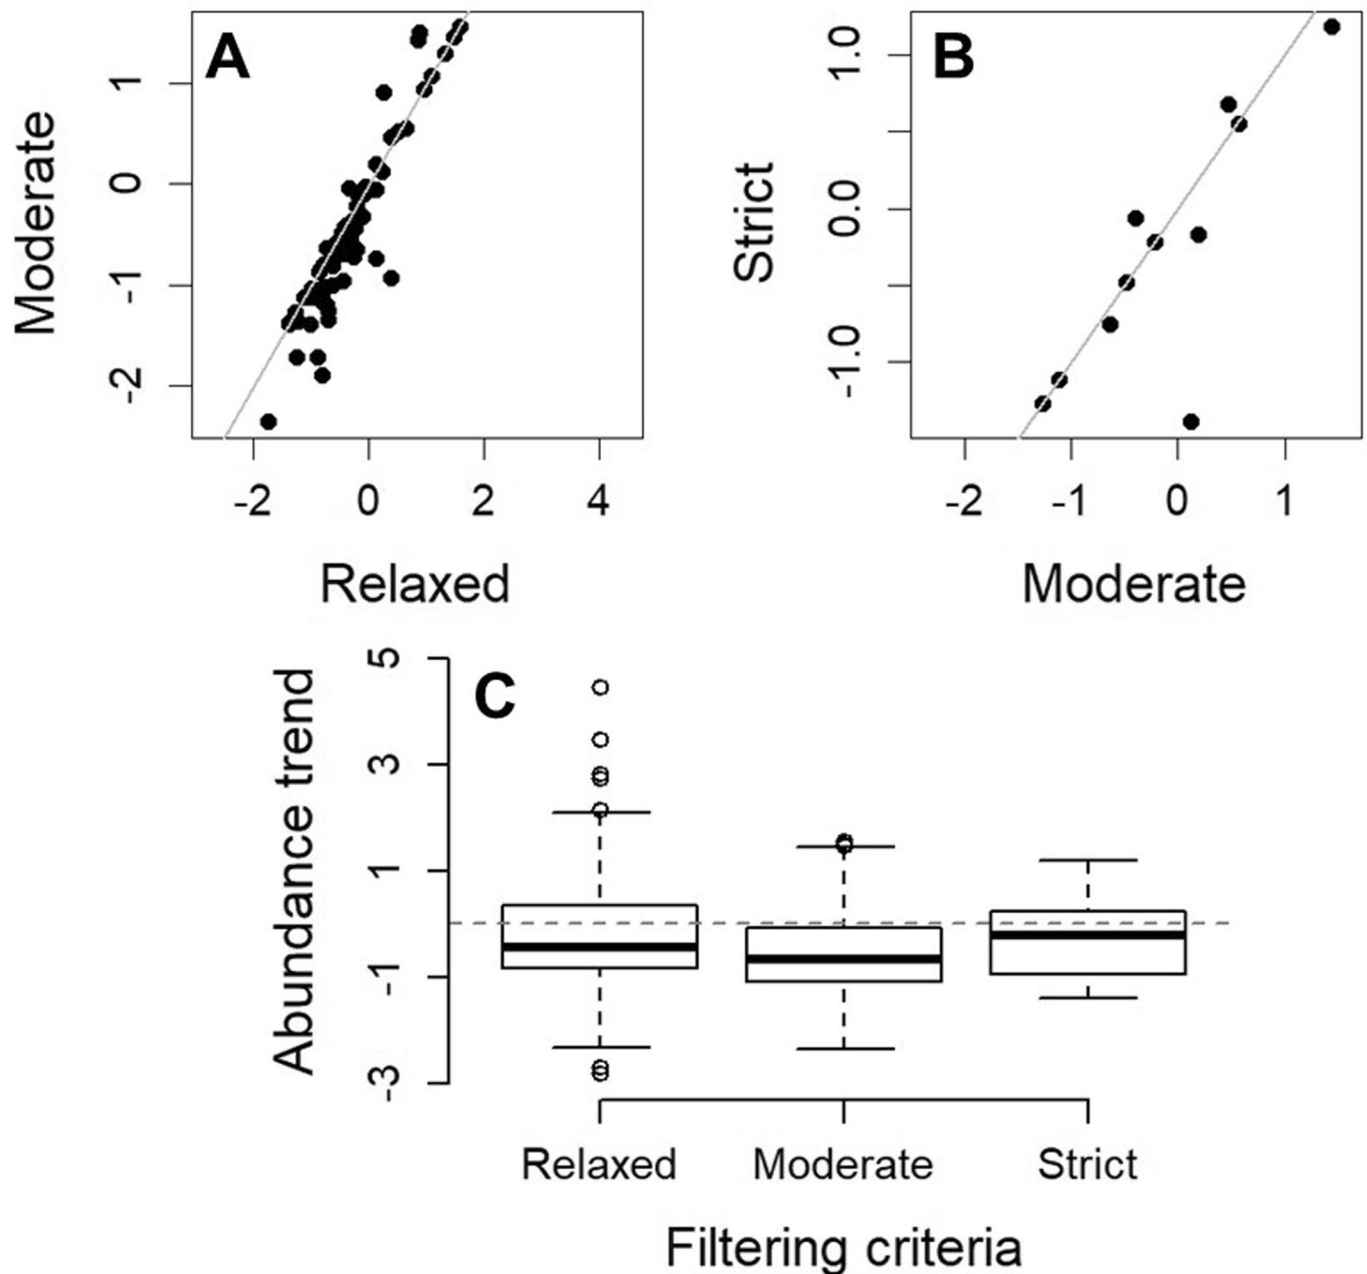 A
Moderate
1
0
-1
-2
-2 0 2 4
Relaxed
B
Strict
1.0
0.0
-1.0
-2 -1 0 1
Moderate
C
Abundance trend
5
3
1
-1
-3
Relaxed Moderate Strict
Filtering criteria